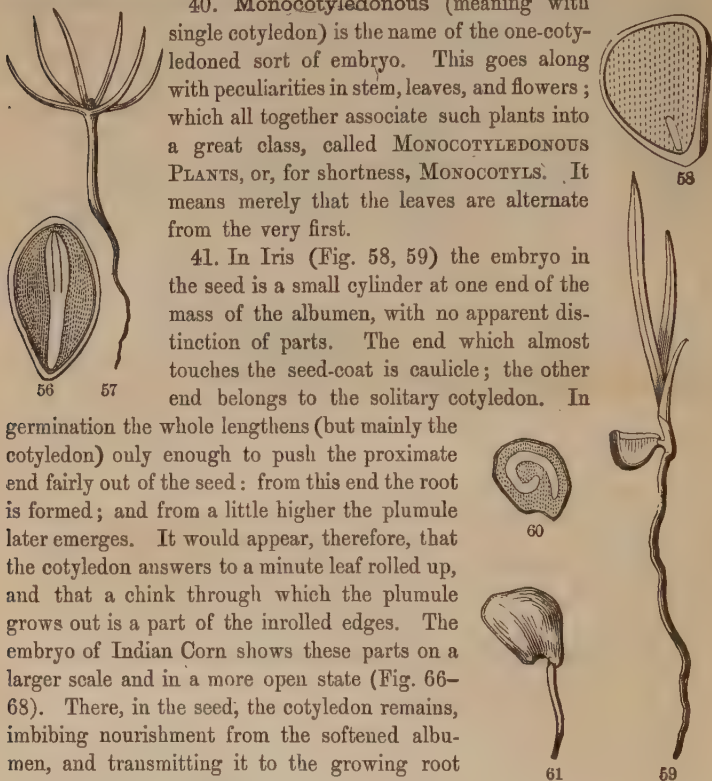 40. Monocotyledonous (meaning with
single cotyledon) is the name of the one-coty-
ledoned sort of embryo. This goes along
with peculiarities in stem, leaves, and flowers ;
which all together associate such plants into
a great class, called MONOCOTYLEDONOUS
PLANTS, or, for shortness, MONOCOTYLS. It
means merely that the leaves are alternate
from the very first.
58
41. In Iris (Fig. 58, 59) the embryo in
the seed is a small cylinder at one end of the
mass of the albumen, with no apparent dis-
tinction of parts. The end which almost
touches the seed-coat is caulicle ; the other
end belongs to the solitary cotyledon. In
56 57
germination the whole lengthens (but mainly the
cotyledon) only enough to push the proximate
end fairly out of the seed : from this end the root
is formed ; and from a little higher the plumule
later emerges. It would appear, therefore, that
the cotyledon answers to a minute leaf rolled up,
and that a chink through which the plumule
grows out is a part of the inrolled edges. The
embryo of Indian Corn shows these parts on a
larger scale and in a more open state (Fig. 66–
68). There, in the seed, the cotyledon remains,
imbibing nourishment from the softened albu-
men, and transmitting it to the growing root
60
61 59